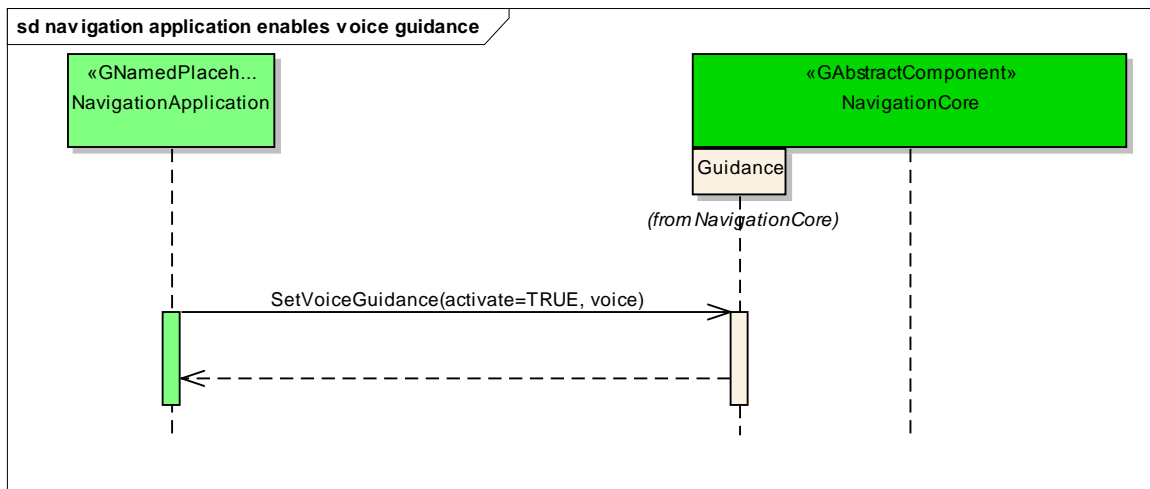 sd navigation application enables voice guidance
«GNamedPlaceh...
NavigationApplication
«GAbstractComponent»
NavigationCore
Guidance
(from NavigationCore)
SetVoiceGuidance(activate=TRUE, voice)